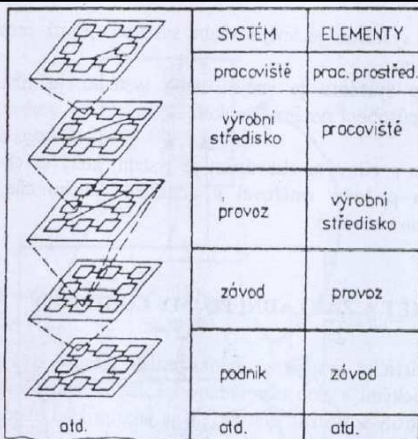 SYSTÉM ELEMENTY
pracoviště prac. prostřed.
výrobní
středisko pracoviště
provoz výrobní
středisko
závod provoz
podnik závod
atd. atd. atd.